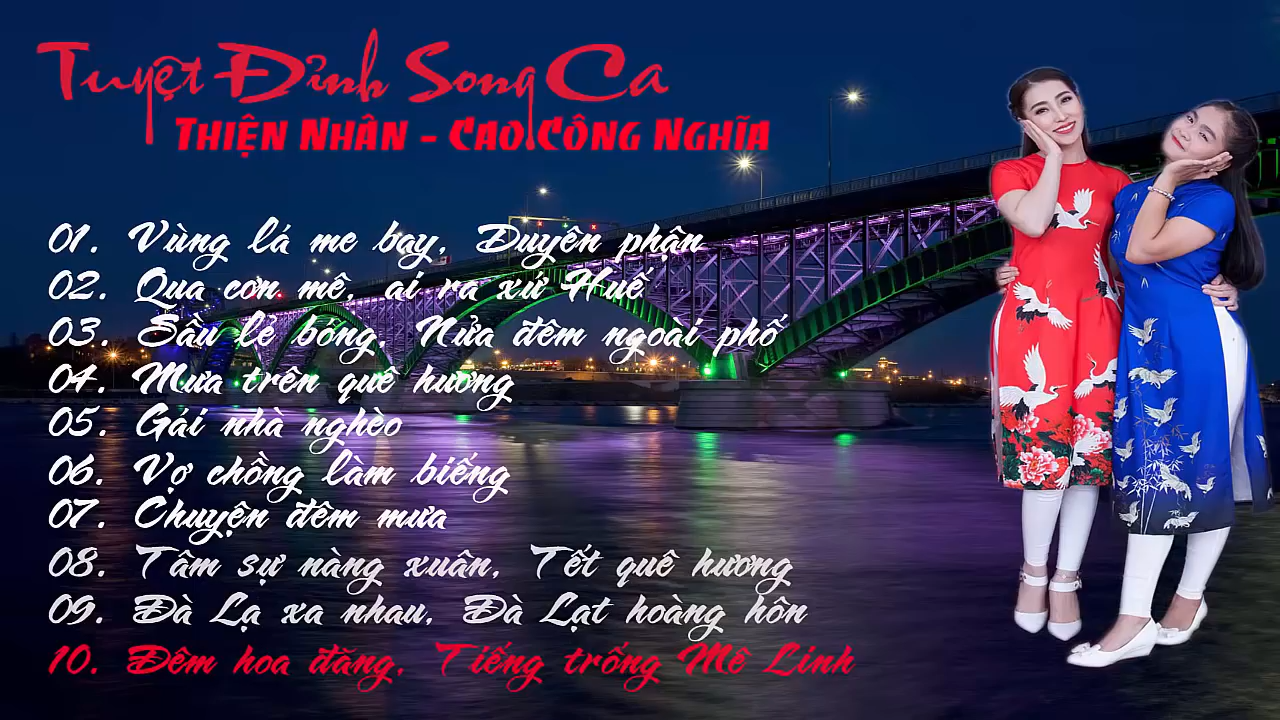 Tuyệt Đỉnh Song Ca
THIỆN NHÂN - CAO CÔNG NGHĨA
01. Vùng lá me bay, Duyên phận
02. Qua cơn mê, ai ra xứ Huế
03. Sầu lẻ bóng, Nửa đêm ngoài phố
04. Mưa trên quê hương
05. Gái nhà nghèo
06. Vợ chồng làm biếng
07. Chuyện đêm mưa
08. Tâm sự nàng xuân, Tết quê hương
09. Đà Lạ xa nhau, Đà Lạt hoàng hôn
10. Đêm hoa đăng, Tiếng trống Mê Linh